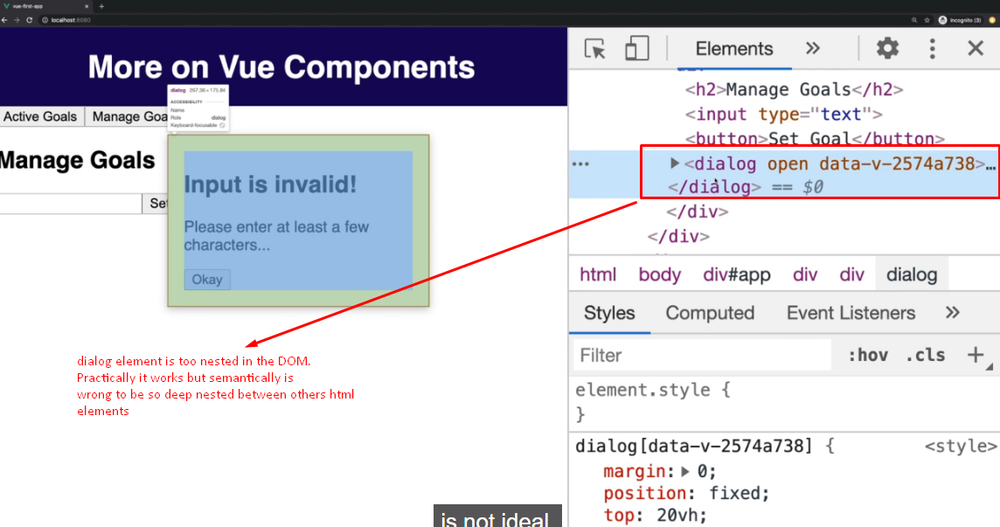 vue-first-app
localhost:8080
Incognito (3)
More on Vue Components
dialog 267.36 × 175.84
ACCESSIBILITY
Name
Role dialog
Keyboard-focusable
Active Goals
Manage Goa
Manage Goals
Set
Input is invalid!
Please enter at least a few
characters...
Okay
dialog element is too nested in the DOM.
Practically it works but semantically is
wrong to be so deep nested between others html
elements
is not ideal
Elements
<h2>Manage Goals</h2>
<input type="text">
<button>Set Goal</button>
<dialog open data-v-2574a738>…
</dialog> == $0
</div>
</div>
html body div#app div div dialog
Styles Computed Event Listeners
Filter
:hov .cls
element.style {
}
dialog[data-v-2574a738] { <style>
margin: 0;
position: fixed;
top: 20vh;